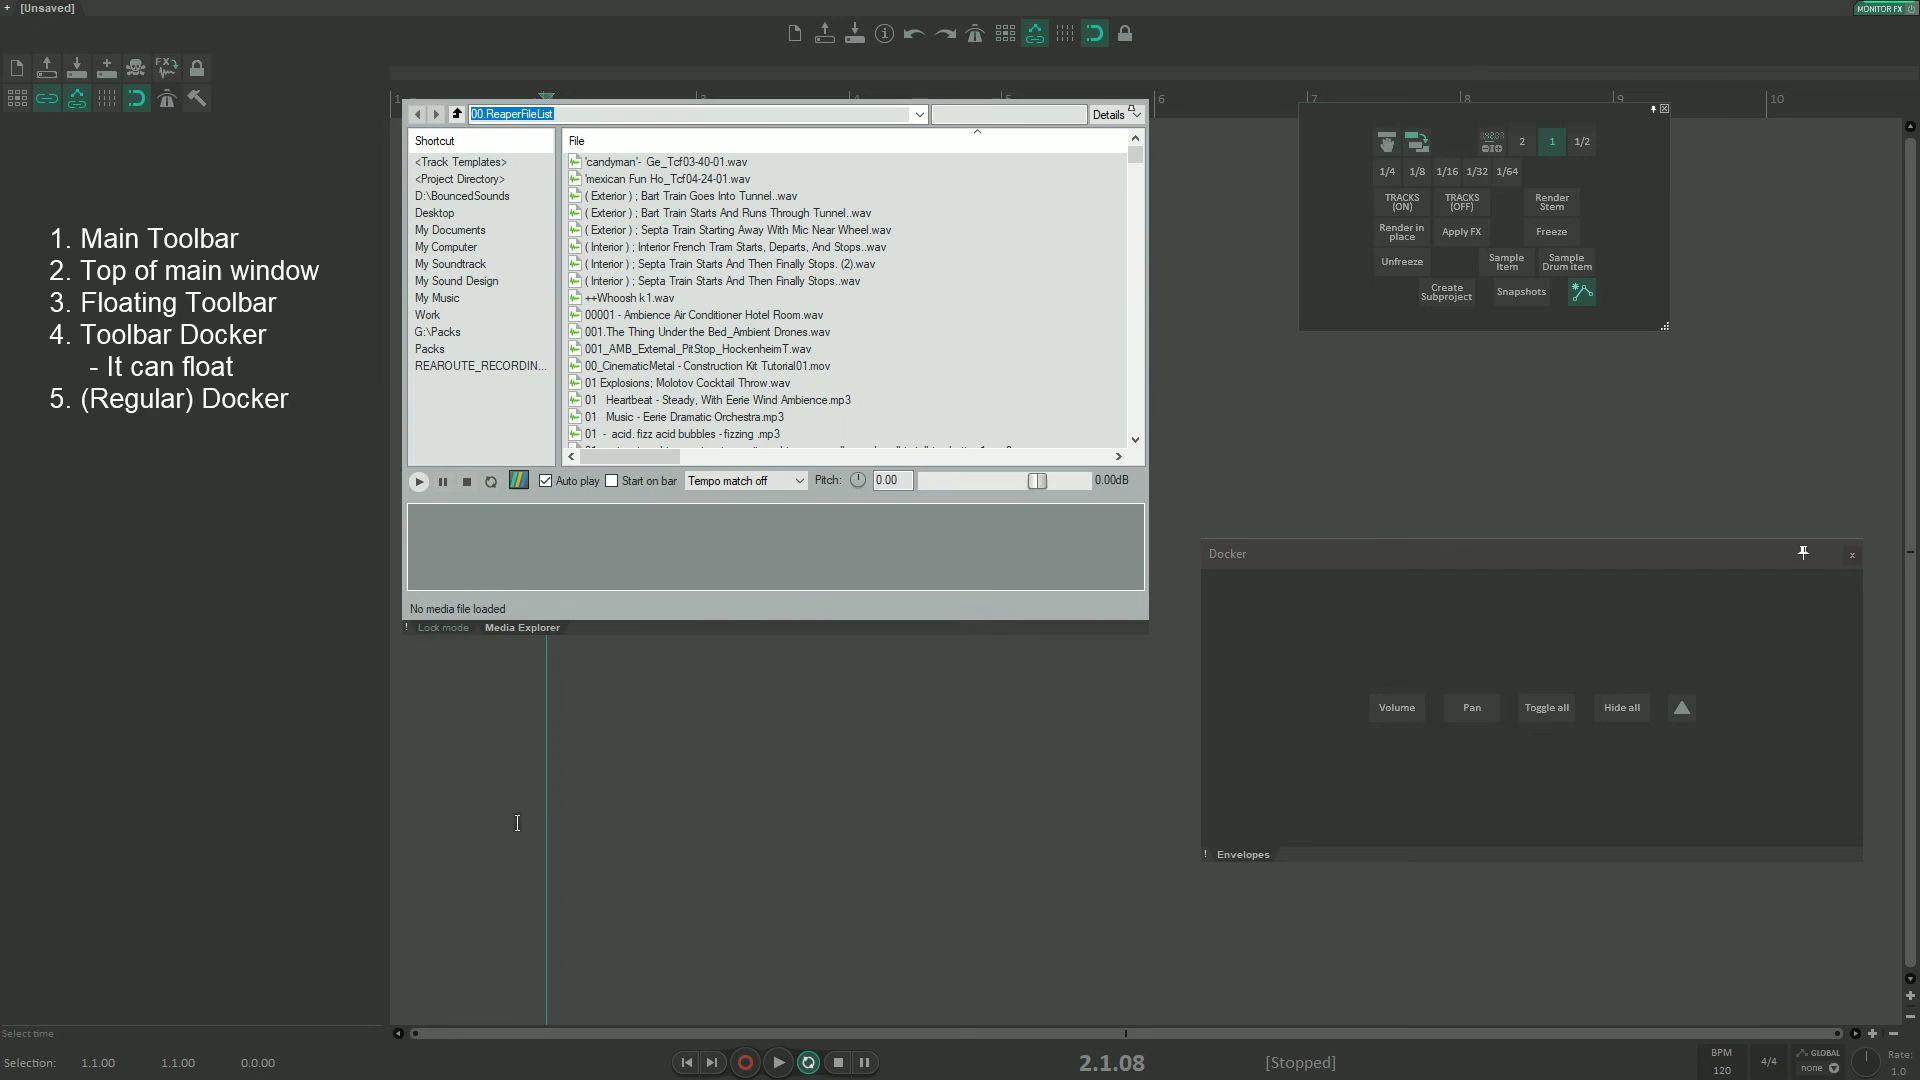 [Unsaved]
MONITOR FX
FX
1
3
4
5
6
7
8
9
10
00.ReaperFileList
Details
Shortcut
File
<Track Templates>
<Project Directory>
D:\BouncedSounds
Desktop
My Documents
My Computer
My Soundtrack
My Sound Design
My Music
Work
G:\Packs
Packs
REAROUTE_RECORDIN...
'candyman'-  Ge_Tcf03-40-01.wav
'mexican Fun Ho_Tcf04-24-01.wav
( Exterior ) ; Bart Train Goes Into Tunnel..wav
( Exterior ) ; Bart Train Starts And Runs Through Tunnel..wav
( Exterior ) ; Septa Train Starting Away With Mic Near Wheel.wav
( Interior ) ; Interior French Tram Starts, Departs, And Stops..wav
( Interior ) ; Septa Train Starts And Then Finally Stops. (2).wav
( Interior ) ; Septa Train Starts And Then Finally Stops..wav
++Whoosh k1.wav
00001 - Ambience Air Conditioner Hotel Room.wav
001.The Thing Under the Bed_Ambient Drones.wav
001_AMB_External_PitStop_HockenheimT.wav
00_CinematicMetal - Construction Kit Tutorial01.mov
01 Explosions; Molotov Cocktail Throw.wav
01   Heartbeat - Steady, With Eerie Wind Ambience.mp3
01   Music - Eerie Dramatic Orchestra.mp3
01  -  acid. fizz acid bubbles - fizzing .mp3
Auto play
Start on bar
Tempo match off
Pitch:
0.00
0.00dB
No media file loaded
! Lock mode
Media Explorer
1. Main Toolbar
2. Top of main window
3. Floating Toolbar
4. Toolbar Docker
- It can float
5. (Regular) Docker
2
1
1/2
1/4
1/8
1/16
1/32
1/64
TRACKS
(ON)
TRACKS
(OFF)
Render
Stem
Render in
place
Apply FX
Freeze
Unfreeze
Sample
Item
Sample
Drum item
Create
Subproject
Snapshots
Docker
x
Volume
Pan
Toggle all
Hide all
! Envelopes
Select time
Selection:
1.1.00
1.1.00
0.0.00
2.1.08
[Stopped]
BPM
120
4/4
GLOBAL
none
Rate:
1.0